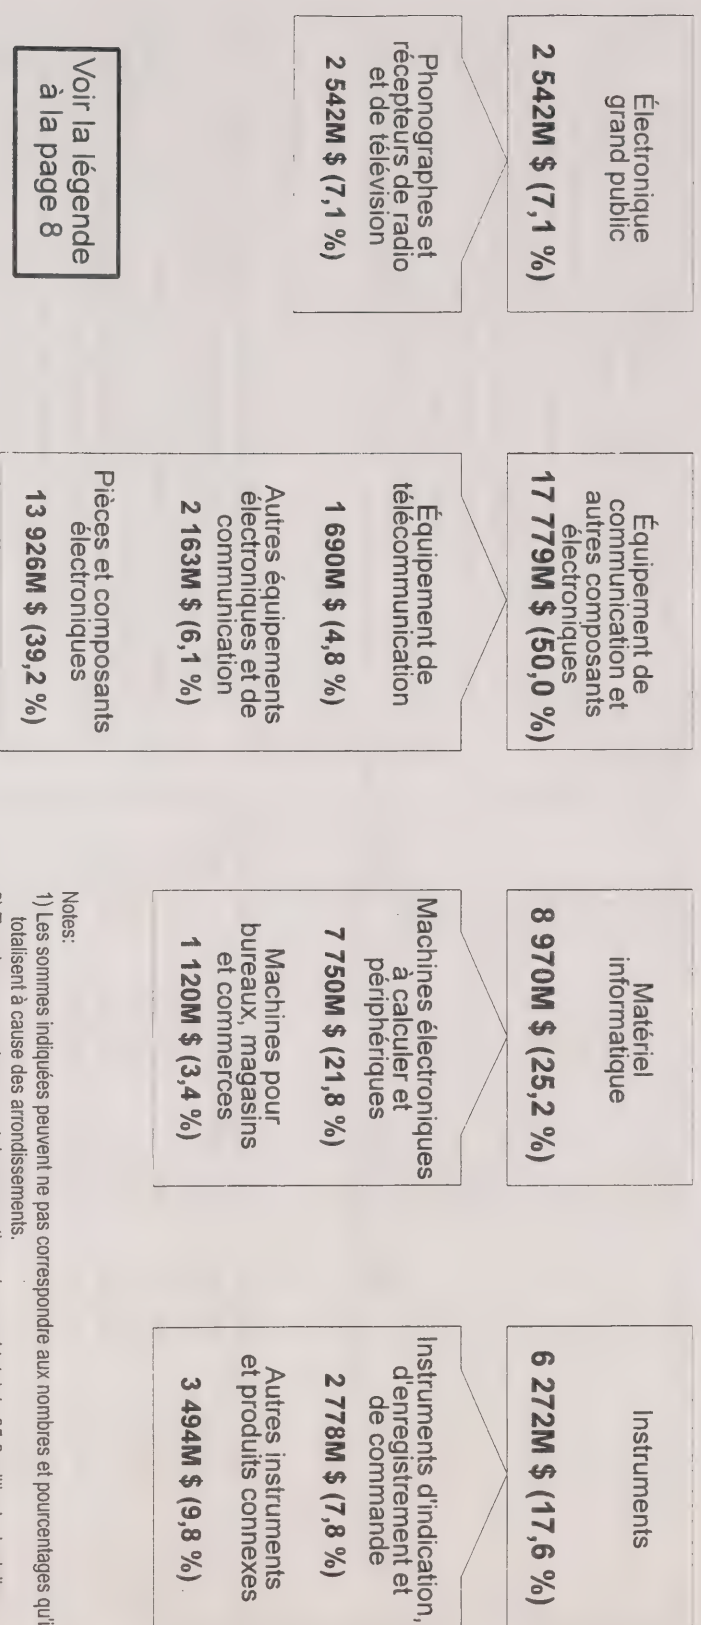 Électronique
grand public
2 542M $ (7,1 %)
Phonographes et
récepteurs de radio
et de télévision
2 542M $ (7,1 %)
Voir la légende
à la page 8
Équipement de
communication et
autres composants
électroniques
17 779M $ (50,0 %)
Équipement de
télécommunication
1 690M $ (4,8 %)
Autres équipements
électroniques et de
communication
2 163M $ (6,1 %)
Pièces et composants
électroniques
13 926M $ (39,2 %)
Matériel
informatique
8 970M $ (25,2 %)
Machines électroniques
à calculer et
périphériques
7 750M $ (21,8 %)
Machines pour
bureaux, magasins
et commerces
1 120M $ (3,4 %)
Instruments
6 272M $ (17,6 %)
Instruments d'indication,
d'enregistrement et
de commande
2 778M $ (7,8 %)
Autres instruments
et produits connexes
3 494M $ (9,8 %)
Notes:
1) Les sommes indiquées peuvent ne pas correspondre aux nombres et pourcentages qu'i
totalisent à cause des arrondissements.